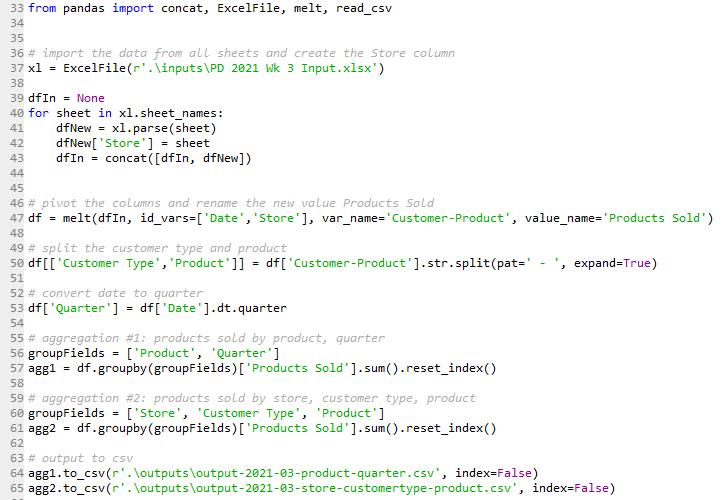 33 from pandas import concat, ExcelFile, melt, read_csv
34
35
36 # import the data from all sheets and create the Store column
37 xl = ExcelFile(r'.\inputs\PD 2021 Wk 3 Input.xlsx')
38
39 dfIn = None
40 for sheet in xl.sheet_names:
41     dfNew = xl.parse(sheet)
42     dfNew['Store'] = sheet
43     dfIn = concat([dfIn, dfNew])
44
45
46 # pivot the columns and rename the new value Products Sold
47 df = melt(dfIn, id_vars=['Date','Store'], var_name='Customer-Product', value_name='Products Sold')
48
49 # split the customer type and product
50 df[['Customer Type','Product']] = df['Customer-Product'].str.split(pat=' - ', expand=True)
51
52 # convert date to quarter
53 df['Quarter'] = df['Date'].dt.quarter
54
55 # aggregation #1: products sold by product, quarter
56 groupFields = ['Product', 'Quarter']
57 agg1 = df.groupby(groupFields)['Products Sold'].sum().reset_index()
58
59 # aggregation #2: products sold by store, customer type, product
60 groupFields = ['Store', 'Customer Type', 'Product']
61 agg2 = df.groupby(groupFields)['Products Sold'].sum().reset_index()
62
63 # output to csv
64 agg1.to_csv(r'.\outputs\output-2021-03-product-quarter.csv', index=False)
65 agg2.to_csv(r'.\outputs\output-2021-03-store-customertype-product.csv', index=False)